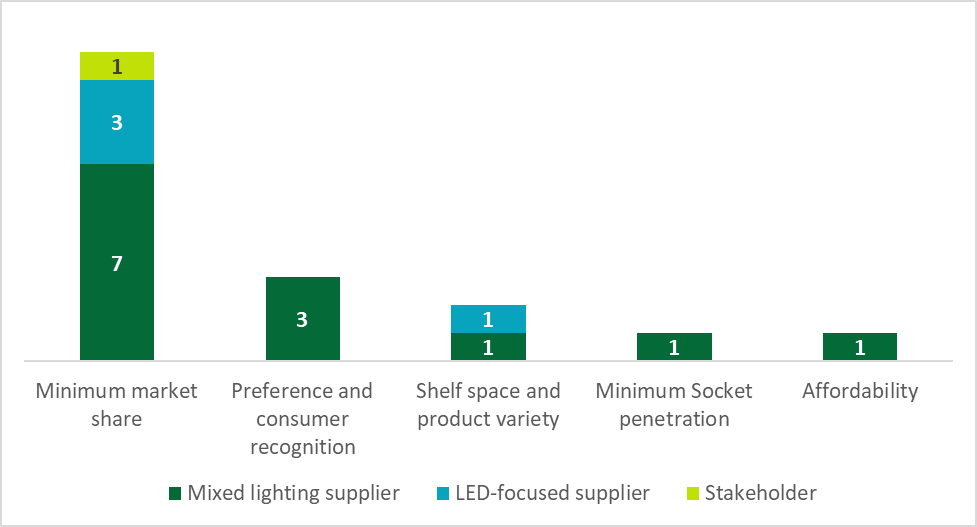 1
3
7
3
1
1
1
1
Minimum market
share
Preference and
consumer
recognition
Shelf space and
product variety
Minimum Socket
penetration
Affordability
Mixed lighting supplier
LED-focused supplier
Stakeholder